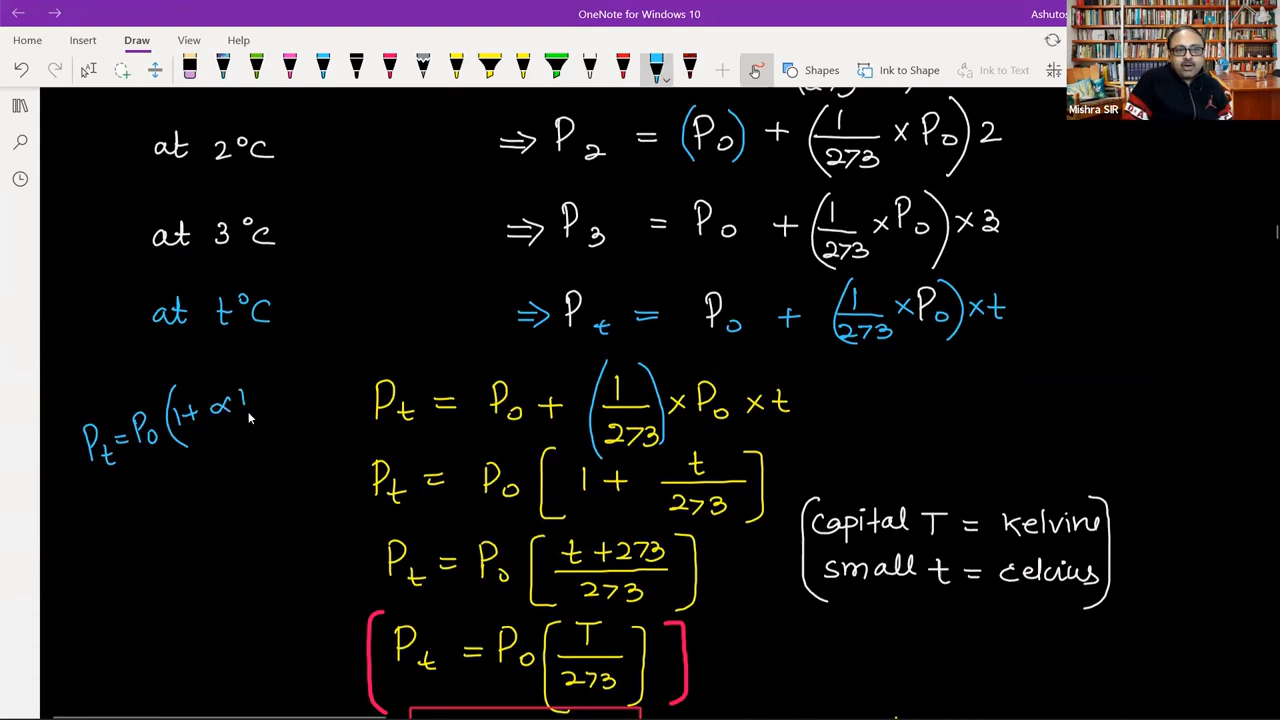 OneNote for Windows 10
Ashuto
Home Insert Draw View Help
Shapes Ink to Shape Ink to Text
Mishra SIR
at 2°C ⇒ P₂ = (P₀) + (1/273 × P₀) 2
at 3°C ⇒ P₃ = P₀ + (1/273 × P₀) × 3
at t°C ⇒ Pₜ = P₀ + (1/273 × P₀) × t
Pₜ = P₀ (1 + ∝
Pₜ = P₀ + (1/273) × P₀ × t
Pₜ = P₀ [1 + t/273]
Pₜ = P₀ [t + 273/273]
[Pₜ = P₀ [T/273]]
(capital T = kelvine
small t = celcius)